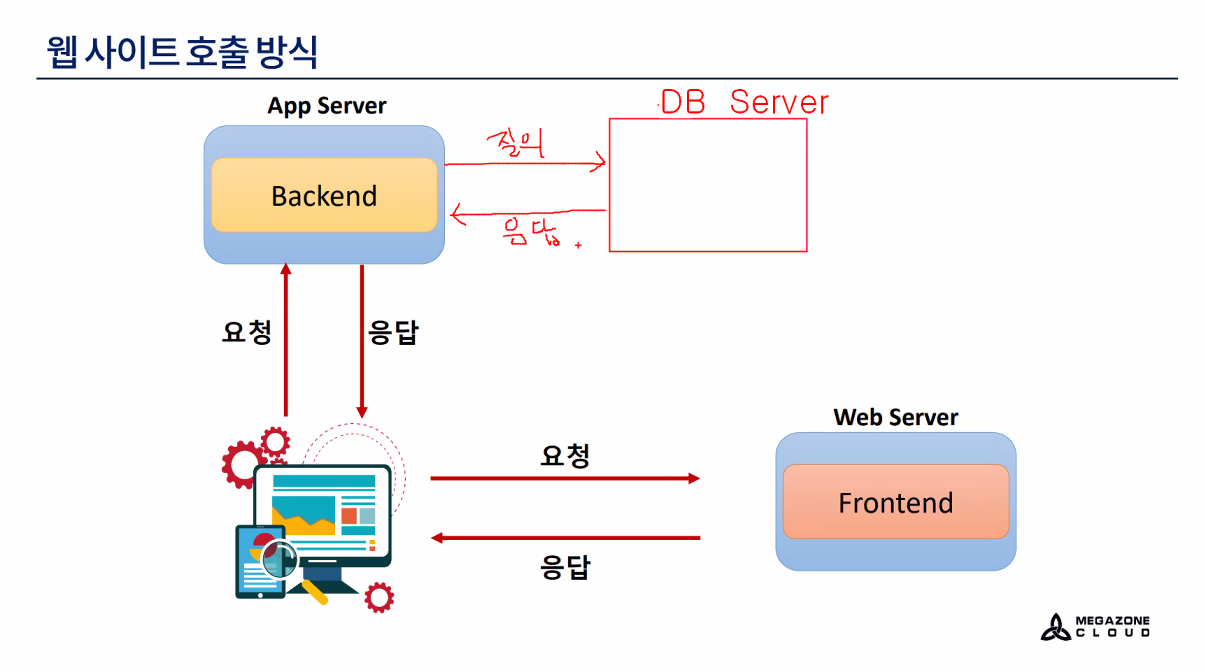 웹 사이트 호출 방식
App Server
DB Server
Backend
질의
응답
요청
응답
Web Server
요청
Frontend
응답
MEGAZONE
CLOUD